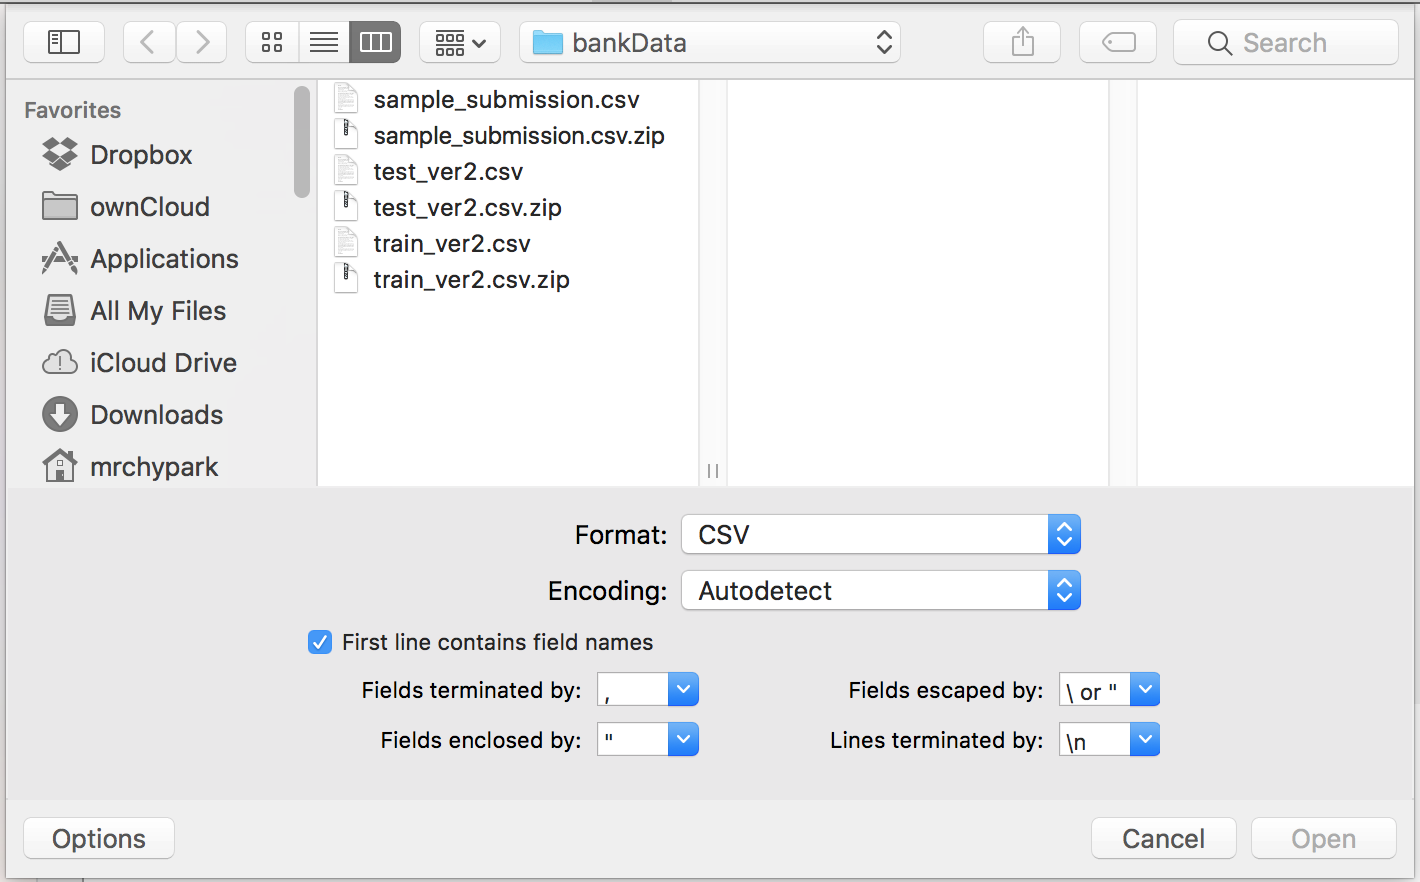 bankData
Search
Favorites
Dropbox
ownCloud
Applications
All My Files
iCloud Drive
Downloads
mrchypark
sample_submission.csv
sample_submission.csv.zip
test_ver2.csv
test_ver2.csv.zip
train_ver2.csv
train_ver2.csv.zip
Format: CSV
Encoding: Autodetect
First line contains field names
Fields terminated by: , Fields escaped by: \ or "
Fields enclosed by: " Lines terminated by: \n
Options Cancel Open